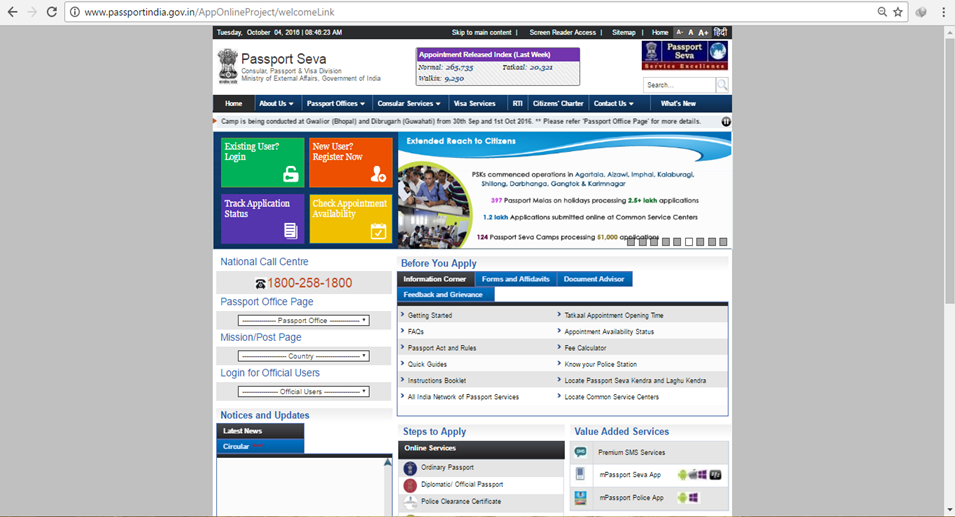 www.passportindia.gov.in/AppOnlineProject/welcomeLink
Tuesday, October 04, 2016 | 08:46:23 AM
Skip to main content | Screen Reader Access | Sitemap | Home A- A A+ हिंदी
Passport Seva
Consular, Passport & Visa Division
Ministry of External Affairs, Government of India
Appointment Released Index (Last Week)
Normal: 265,735 Tatkaal: 20,321
Walkin: 9,250
Passport
Seva
Service Excellence
Search...
Home About Us Passport Offices Consular Services Visa Services RTI Citizens' Charter Contact Us What's New
Camp is being conducted at Gwalior (Bhopal) and Dibrugarh (Guwahati) from 30th Sep and 1st Oct 2016. ** Please refer 'Passport Office Page' for more details.
Existing User?
Login
New User?
Register Now
Track Application
Status
Check Appointment
Availability
Extended Reach to Citizens
PSKs commenced operations in Agartala, Aizawl, Imphal, Kalaburagi,
Shillong, Darbhanga, Gangtok & Karimnagar
397 Passport Melas on holidays processing 2.5+ lakh applications
1.2 lakh Applications submitted online at Common Service Centers
124 Passport Seva Camps processing 51,000 applications
National Call Centre
1800-258-1800
Passport Office Page
---------------- Passport Office ----------------
Mission/Post Page
-------------------- Country --------------------
Login for Official Users
----------------- Official Users ----------------
Notices and Updates
Latest News
Circular
Before You Apply
Information Corner Forms and Affidavits Document Advisor
Feedback and Grievance
Getting Started Tatkaal Appointment Opening Time
FAQs Appointment Availability Status
Passport Act and Rules Fee Calculator
Quick Guides Know your Police Station
Instructions Booklet Locate Passport Seva Kendra and Laghu Kendra
All India Network of Passport Services Locate Common Service Centers
Steps to Apply
Online Services
Ordinary Passport
Diplomatic/ Official Passport
Police Clearance Certificate
Value Added Services
SMS
Premium SMS Services
mPassport Seva App
mPassport Police App